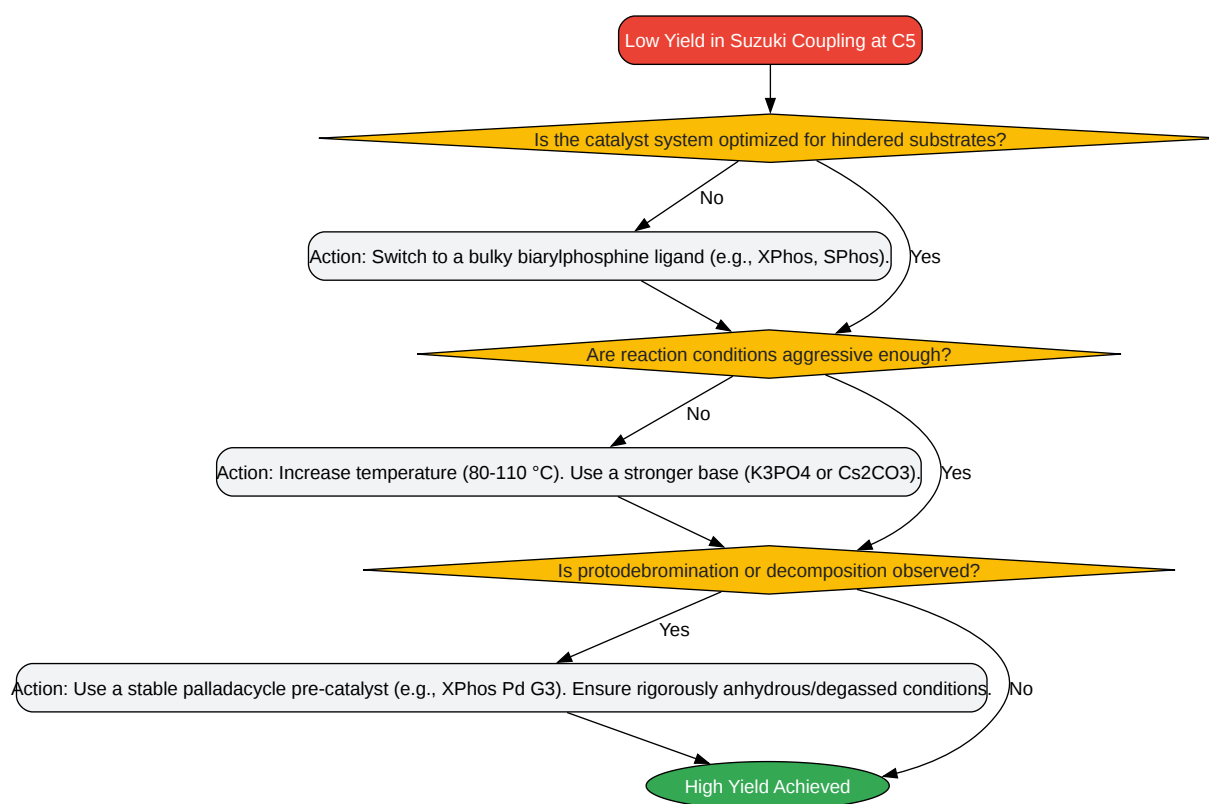 Low Yield in Suzuki Coupling at C5
Is the catalyst system optimized for hindered substrates?
No
Action: Switch to a bulky biarylphosphine ligand (e.g., XPhos, SPhos).
Yes
Are reaction conditions aggressive enough?
No
Action: Increase temperature (80-110 °C). Use a stronger base (K3PO4 or Cs2CO3).
Yes
Is protodebromination or decomposition observed?
Yes
Action: Use a stable palladacycle pre-catalyst (e.g., XPhos Pd G3). Ensure rigorously anhydrous/degassed conditions.
No
High Yield Achieved